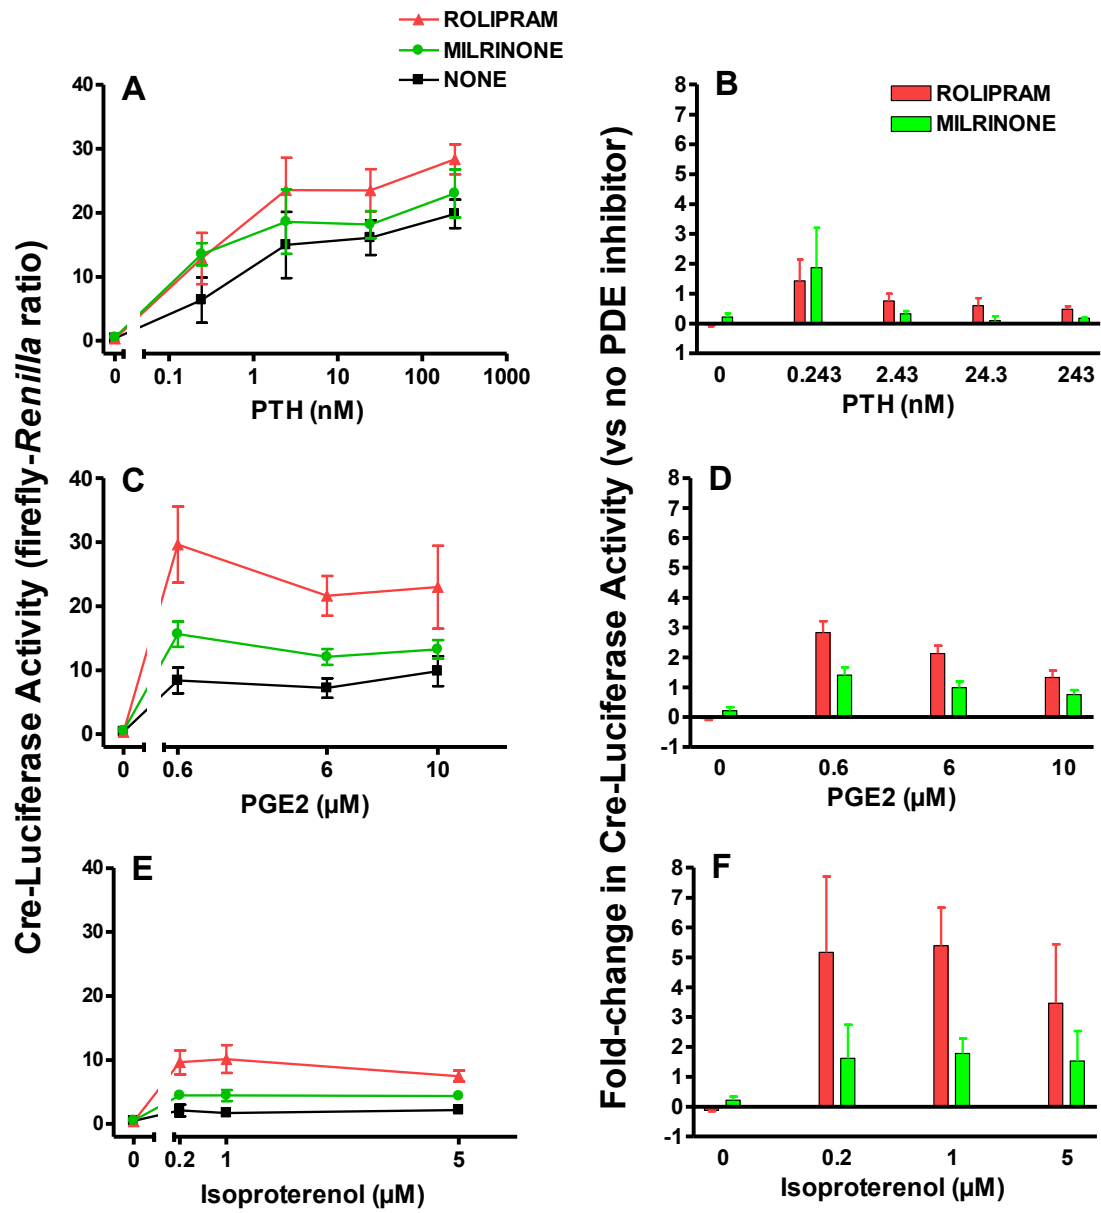 ROLIPRAM
MILRINONE
NONE
Cre-Luciferase Activity (firefly-Renilla ratio)
A
40
30
20
10
0
0 0.1 1 10 100 1000
PTH (nM)
Fold-change in Cre-Luciferase Activity (vs no PDE inhibitor)
B
ROLIPRAM
MILRINONE
8
7
6
5
4
3
2
1
0
1
0 0.243 2.43 24.3 243
PTH (nM)
C
40
30
20
10
0
0 0.6 6 10
PGE2 (µM)
D
8
7
6
5
4
3
2
1
0
-1
0 0.6 6 10
PGE2 (µM)
E
40
30
20
10
0
0 0.2 1 5
Isoproterenol (µM)
F
8
7
6
5
4
3
2
1
0
-1
0 0.2 1 5
Isoproterenol (µM)